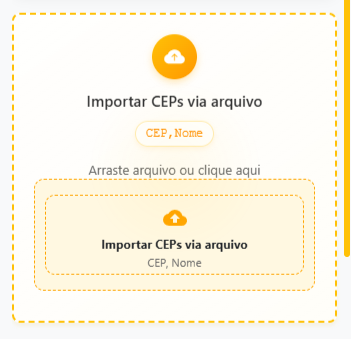 Importar CEPs via arquivo
CEP,Nome
Arraste arquivo ou clique aqui
Importar CEPs via arquivo
CEP, Nome